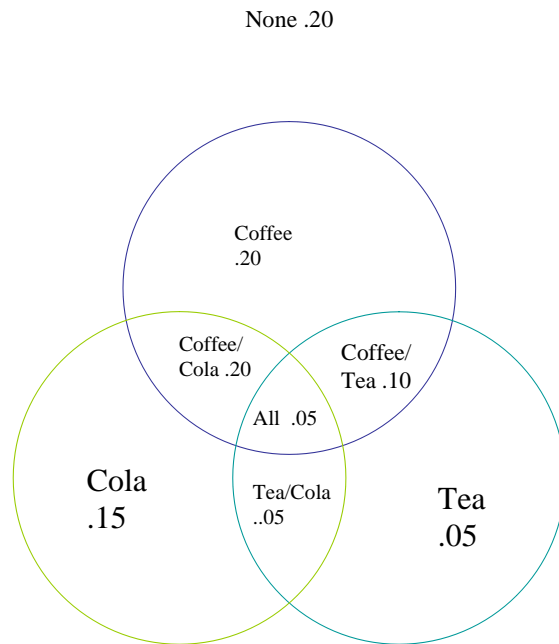 None .20
Coffee
.20
Coffee/
Cola .20
Coffee/
Tea .10
All .05
Cola
.15
Tea/Cola
..05
Tea
.05